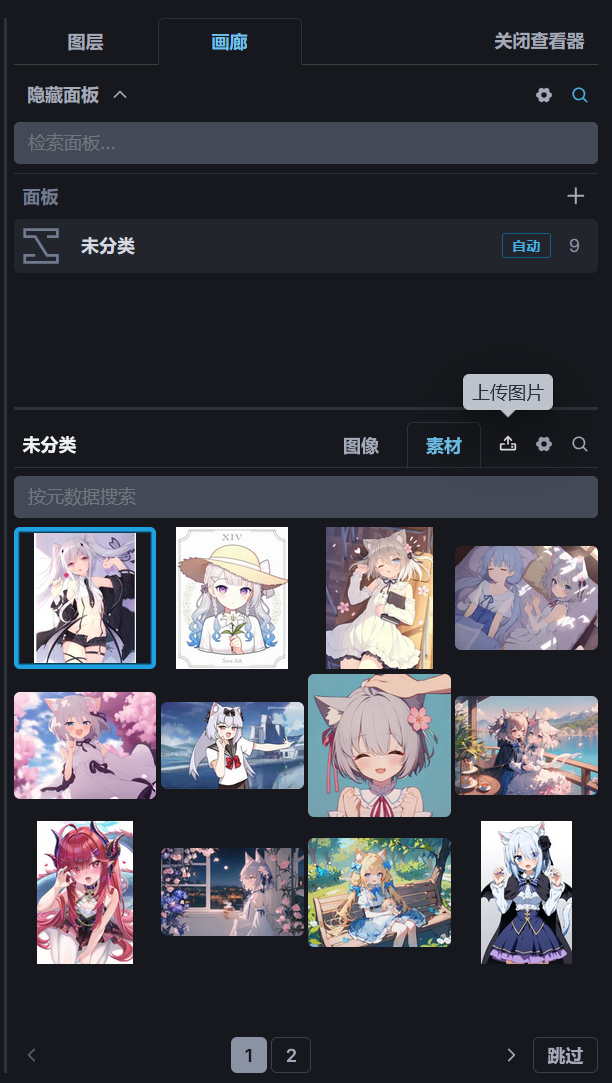 图层 画廊 关闭查看器
隐藏面板
检索面板...
面板
未分类 自动 9
上传图片
未分类 图像 素材
按元数据搜索
XIV
1 2 跳过